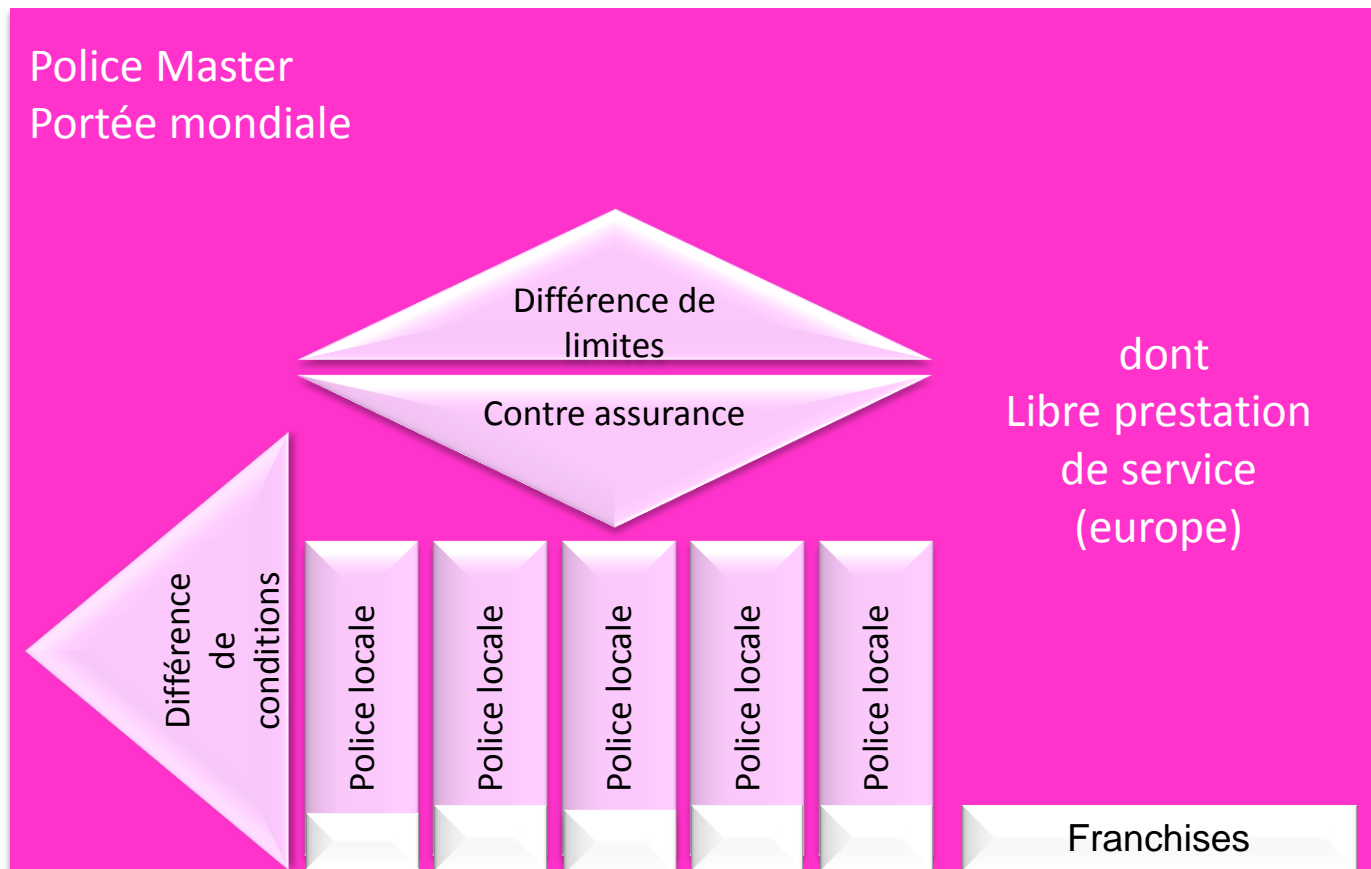 Police Master
Portée mondiale
Différence de
limites
Contre assurance
dont
Libre prestation
de service
(europe)
Différence
de
conditions
Police locale
Police locale
Police locale
Police locale
Police locale
Franchises